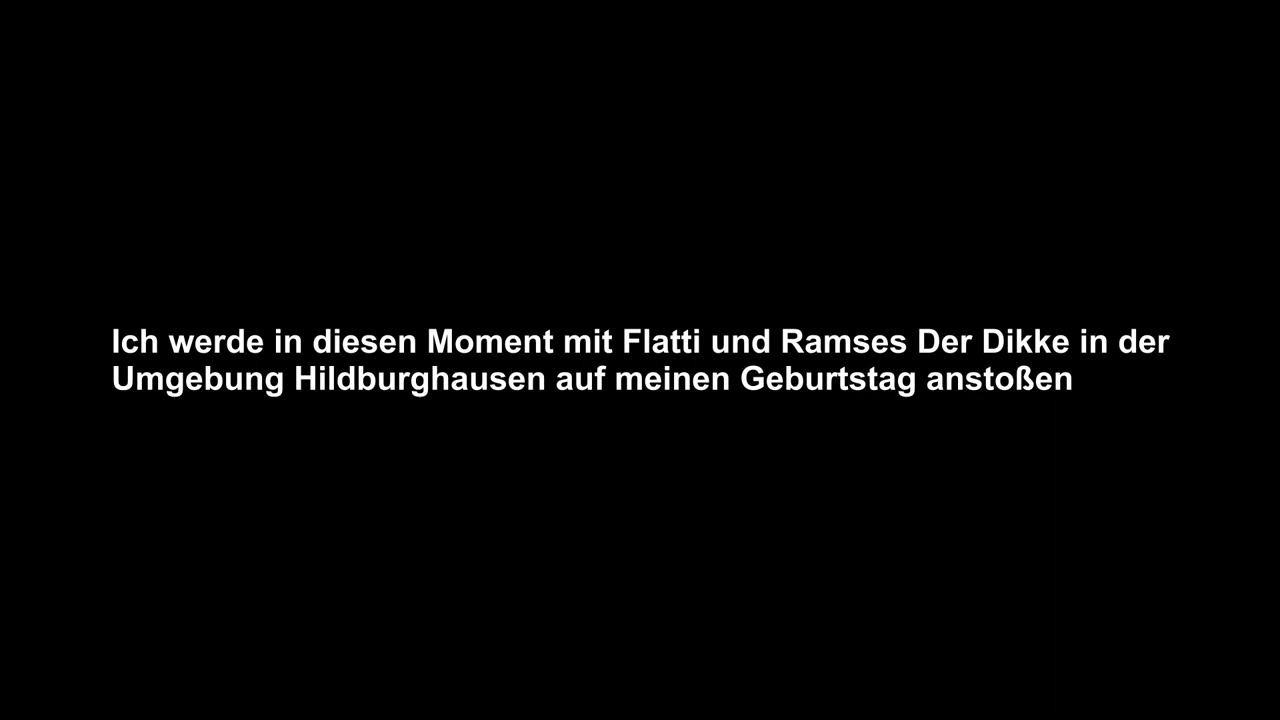 Ich werde in diesen Moment mit Flatti und Ramses Der Dikke in der
Umgebung Hildburghausen auf meinen Geburtstag anstoßen